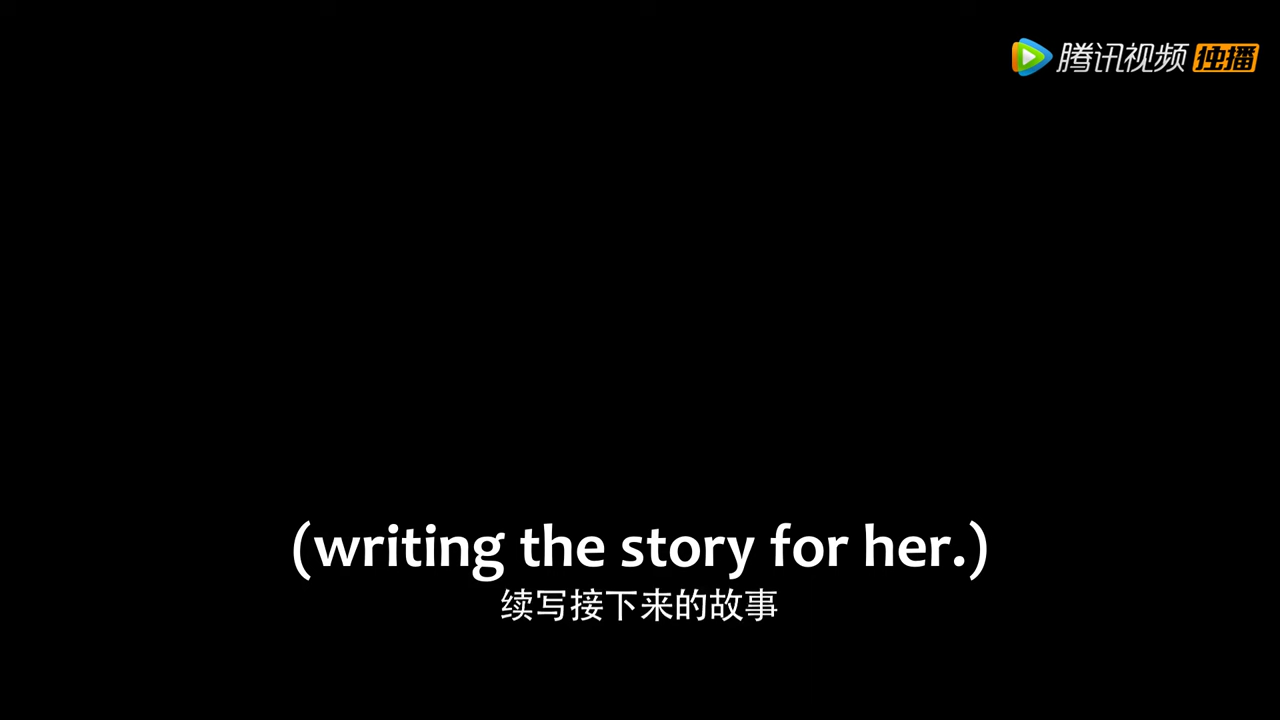 腾讯视频 独播
(writing the story for her.)
续写接下来的故事